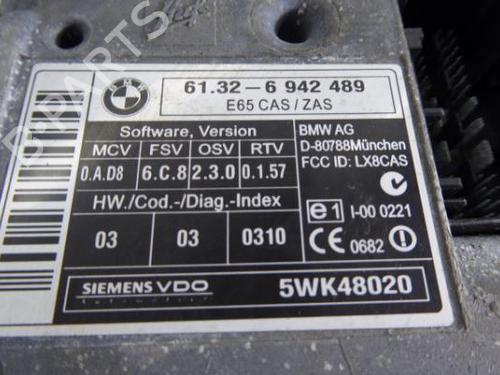 BMW
61.32 - 6 942 489
E65 CAS / ZAS
Software, Version
MCV FSV OSV RTV
0.A.D8 6.C.8 2.3.0 0.1.57
HW./Cod.-/Diag.-Index
03 03 0310
BMW AG
D-80788München
FCC ID: LX8CAS
e1 I-00 0221
CE 0682
SIEMENS VDO
Automotive
5WK48020